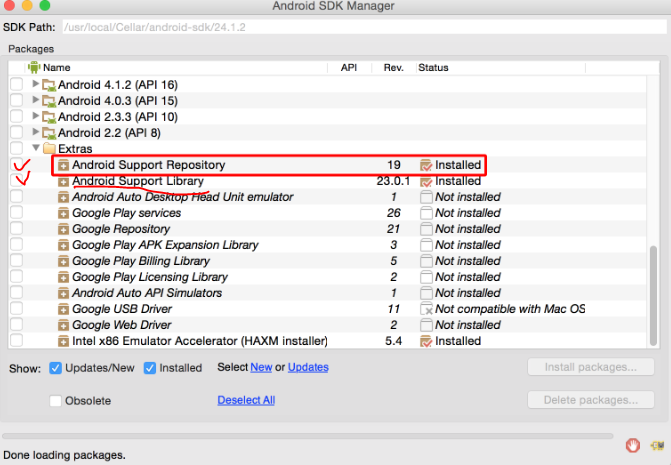 Android SDK Manager
SDK Path: /usr/local/Cellar/android-sdk/24.1.2
Packages
Name API Rev. Status
Android 4.1.2 (API 16)
Android 4.0.3 (API 15)
Android 2.3.3 (API 10)
Android 2.2 (API 8)
Extras
Android Support Repository 19 Installed
Android Support Library 23.0.1 Installed
Android Auto Desktop Head Unit emulator 1 Not installed
Google Play services 26 Not installed
Google Repository 21 Not installed
Google Play APK Expansion Library 3 Not installed
Google Play Billing Library 5 Not installed
Google Play Licensing Library 2 Not installed
Android Auto API Simulators 1 Not installed
Google USB Driver 11 Not compatible with Mac OS
Google Web Driver 2 Not installed
Intel x86 Emulator Accelerator (HAXM installer) 5.4 Installed
Show: Updates/New Installed Select New or Updates Install packages...
Obsolete Deselect All Delete packages...
Done loading packages.